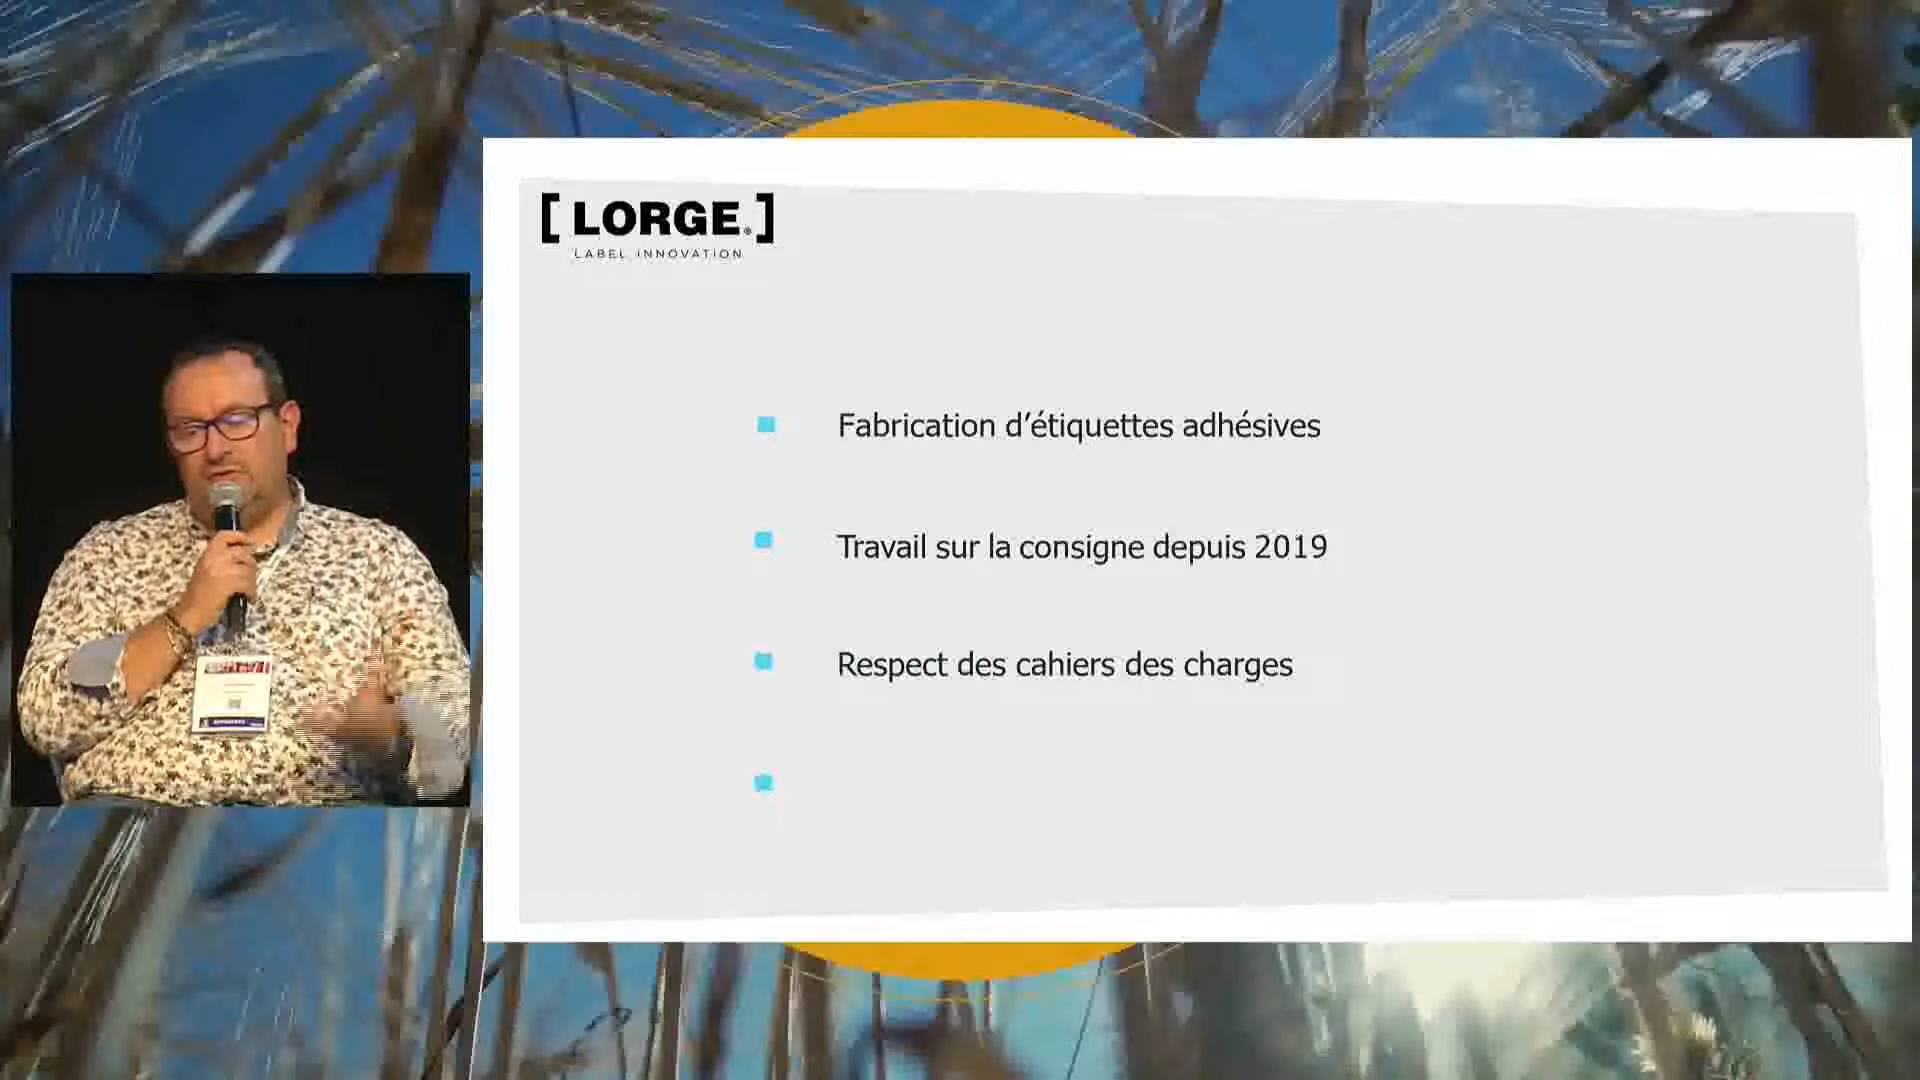 [ LORGE®]
LABEL INNOVATION
Fabrication d’étiquettes adhésives
Travail sur la consigne depuis 2019
Respect des cahiers des charges